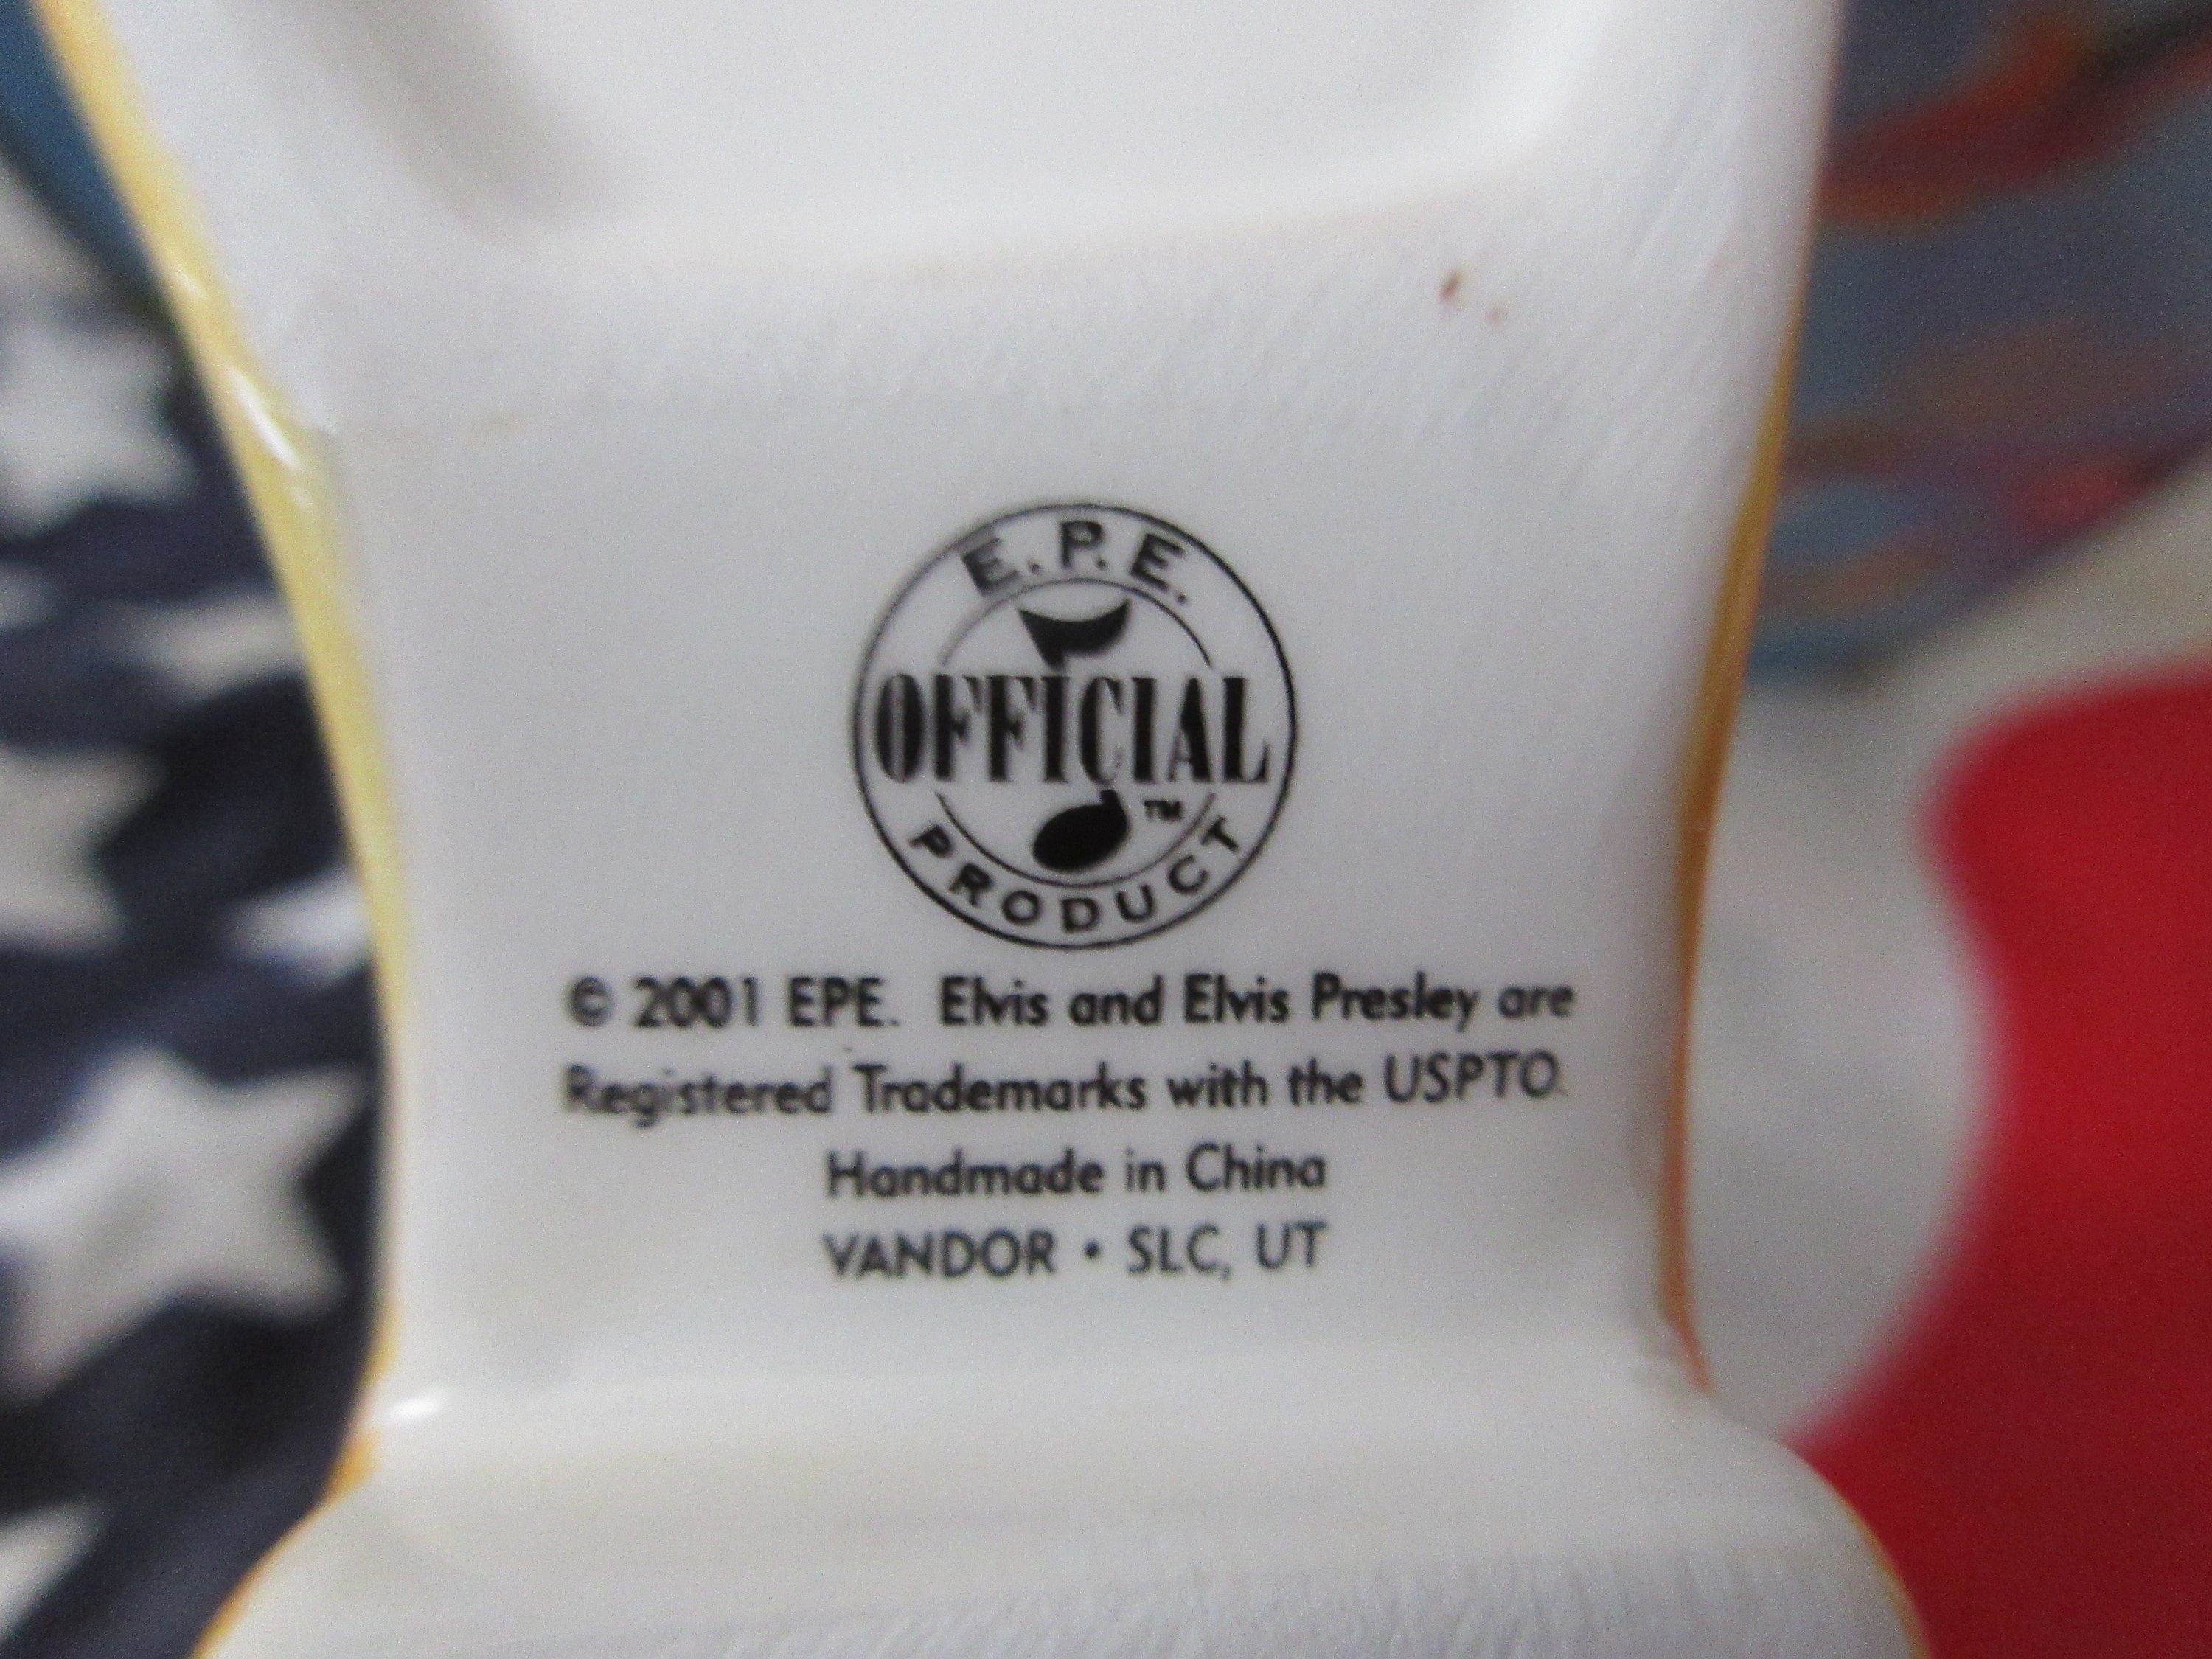 E.P.E.
OFFICIAL
™
PRODUCT
© 2001 EPE. Elvis and Elvis Presley are
Registered Trademarks with the USPTO.
Handmade in China
VANDOR • SLC, UT